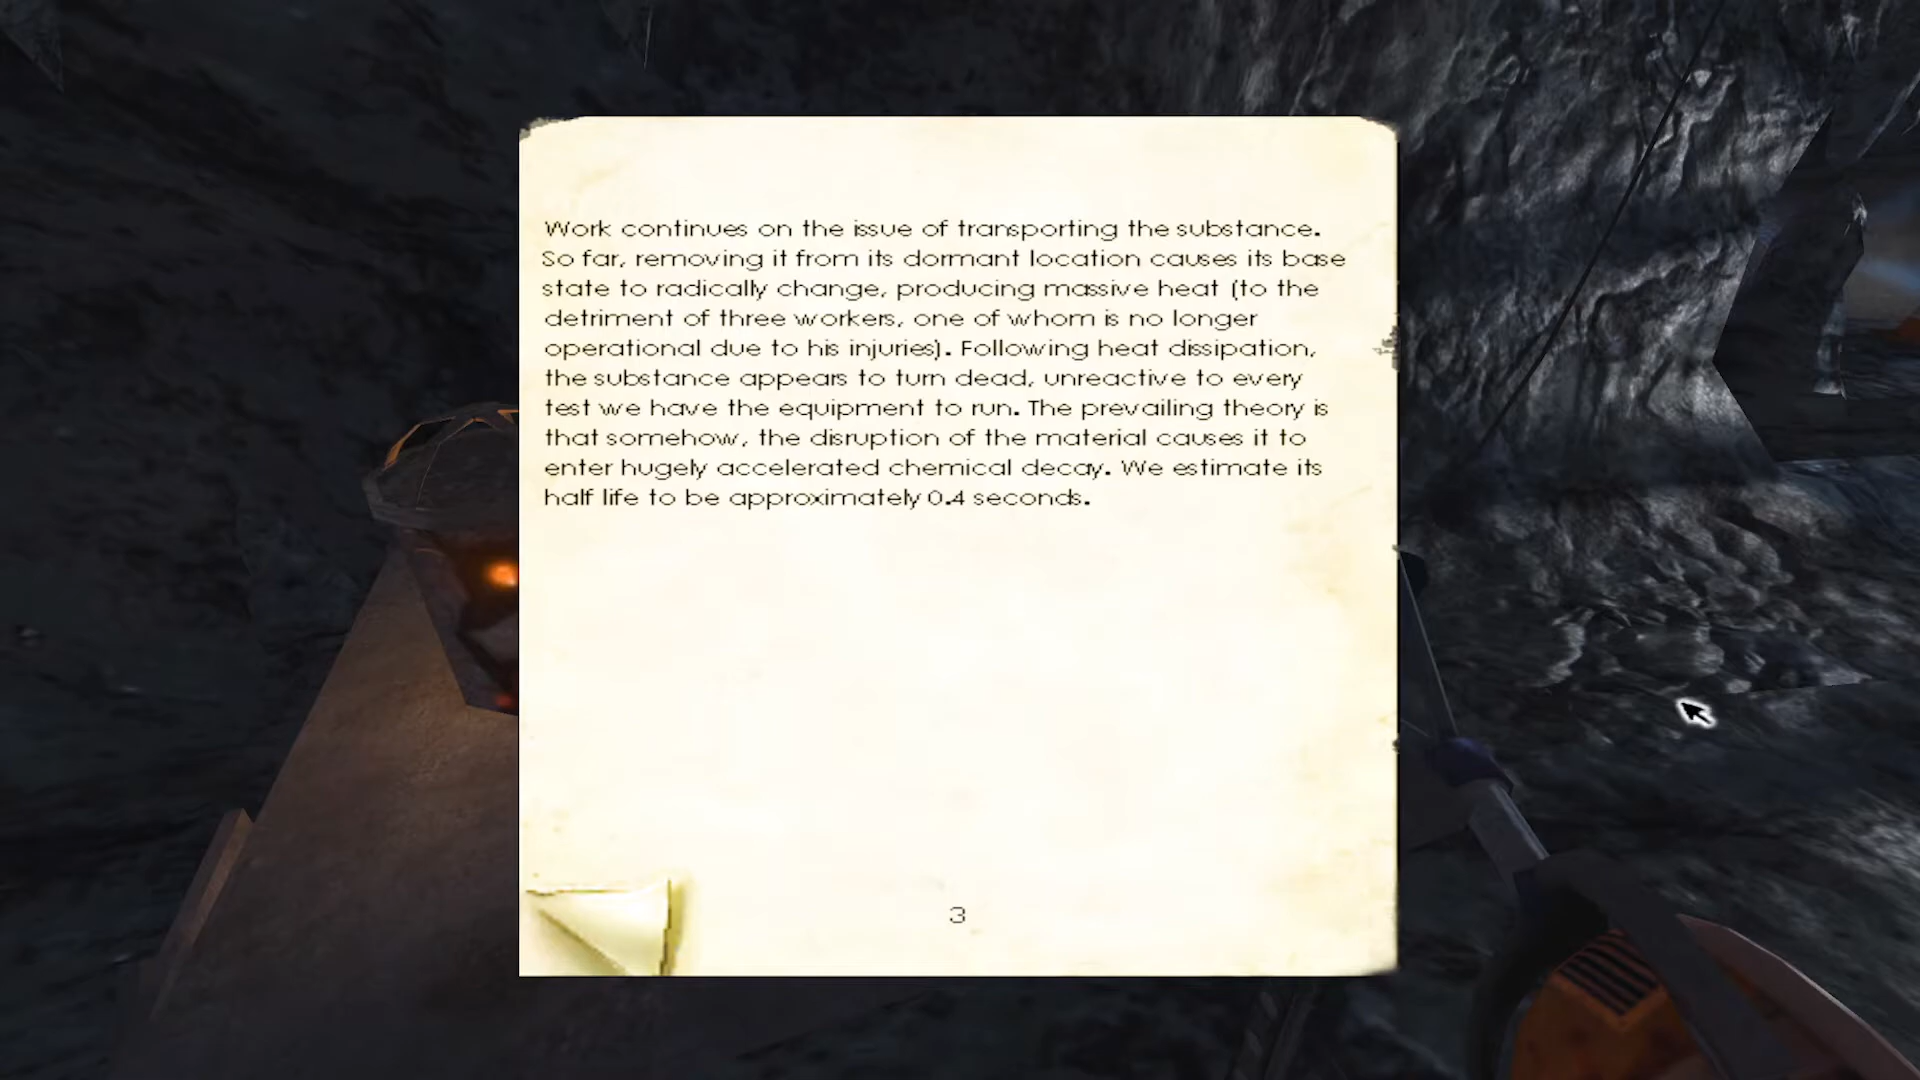 Work continues on the issue of transporting the substance.
So far, removing it from its dormant location causes its base
state to radically change, producing massive heat (to the
detriment of three workers, one of whom is no longer
operational due to his injuries). Following heat dissipation,
the substance appears to turn dead, unreactive to every
test we have the equipment to run. The prevailing theory is
that somehow, the disruption of the material causes it to
enter hugely accelerated chemical decay. We estimate its
half life to be approximately 0.4 seconds.
3